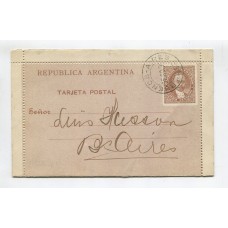 REPUBLICA ARGENTINA
TARJETA POSTAL
Señor
Luis Husson
Bs Aires